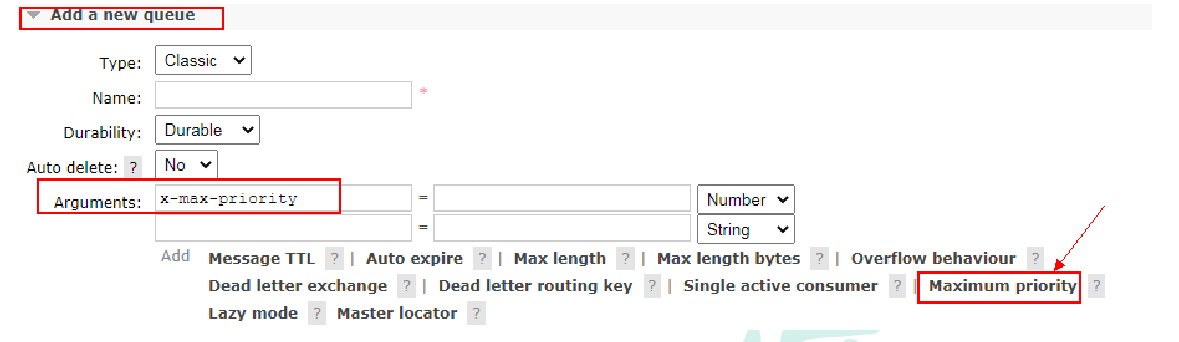 Add a new queue
Type: Classic
Name: *
Durability: Durable
Auto delete: ? No
Arguments: x-max-priority = Number
= String
Add Message TTL ? | Auto expire ? | Max length ? | Max length bytes ? | Overflow behaviour ?
Dead letter exchange ? | Dead letter routing key ? | Single active consumer ? | Maximum priority ?
Lazy mode ? Master locator ?